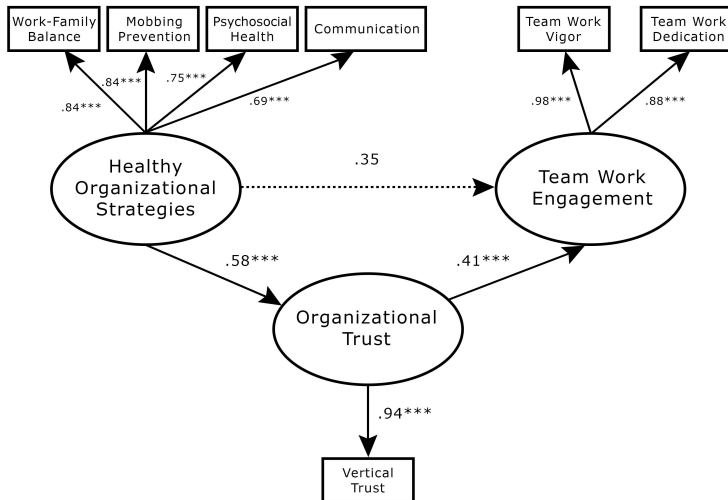 Work-Family
Balance
Mobbing
Prevention
Psychosocial
Health
Communication
Team Work
Vigor
Team Work
Dedication
.84***
.84***
.75***
.69***
.98***
.88***
Healthy
Organizational
Strategies
.35
Team Work
Engagement
.58***
.41***
Organizational
Trust
.94***
Vertical
Trust